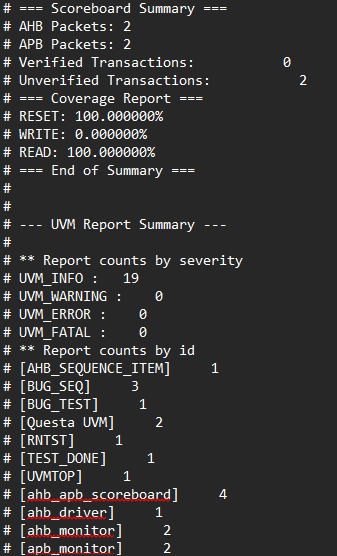 # === Scoreboard Summary ===
# AHB Packets: 2
# APB Packets: 2
# Verified Transactions:           0
# Unverified Transactions:           2
# === Coverage Report ===
# RESET: 100.000000%
# WRITE: 0.000000%
# READ: 100.000000%
# === End of Summary ===
#
#
# --- UVM Report Summary ---
#
# ** Report counts by severity
# UVM_INFO :   19
# UVM_WARNING :    0
# UVM_ERROR :    0
# UVM_FATAL :    0
# ** Report counts by id
# [AHB_SEQUENCE_ITEM]     1
# [BUG_SEQ]     3
# [BUG_TEST]     1
# [Questa UVM]     2
# [RNTST]     1
# [TEST_DONE]     1
# [UVMTOP]     1
# [ahb_apb_scoreboard]     4
# [ahb_driver]     1
# [ahb_monitor]     2
# [apb_monitor]     2